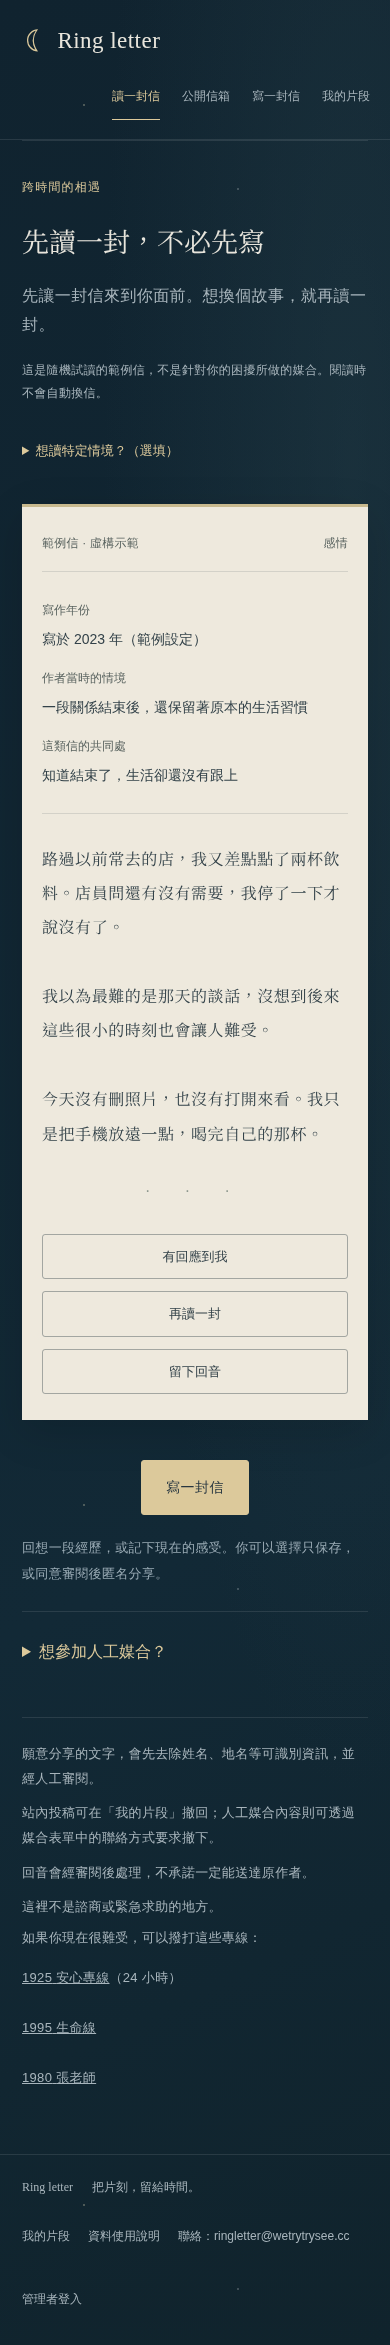 Ring letter
讀一封信 公開信箱 寫一封信 我的片段
跨時間的相遇
先讀一封，不必先寫
先讓一封信來到你面前。想換個故事，就再讀一
封。
這是隨機試讀的範例信，不是針對你的困擾所做的媒合。閱讀時
不會自動換信。
想讀特定情境？（選填）
範例信 · 虛構示範 感情
寫作年份
寫於 2023 年（範例設定）
作者當時的情境
一段關係結束後，還保留著原本的生活習慣
這類信的共同處
知道結束了，生活卻還沒有跟上
路過以前常去的店，我又差點點了兩杯飲
料。店員問還有沒有需要，我停了一下才
說沒有了。
我以為最難的是那天的談話，沒想到後來
這些很小的時刻也會讓人難受。
今天沒有刪照片，也沒有打開來看。我只
是把手機放遠一點，喝完自己的那杯。
· · ·
有回應到我
再讀一封
留下回音
寫一封信
回想一段經歷，或記下現在的感受。你可以選擇只保存，
或同意審閱後匿名分享。
想參加人工媒合？
願意分享的文字，會先去除姓名、地名等可識別資訊，並
經人工審閱。
站內投稿可在「我的片段」撤回；人工媒合內容則可透過
媒合表單中的聯絡方式要求撤下。
回音會經審閱後處理，不承諾一定能送達原作者。
這裡不是諮商或緊急求助的地方。
如果你現在很難受，可以撥打這些專線：
1925 安心專線（24 小時）
1995 生命線
1980 張老師
Ring letter 把片刻，留給時間。
我的片段 資料使用說明 聯絡：ringletter@wetrytrysee.cc
管理者登入